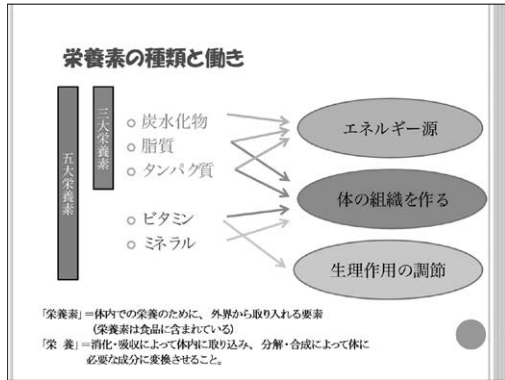 栄養素の種類と働き
五大栄養素
三大栄養素
炭水化物
脂質
タンパク質
ビタミン
ミネラル
エネルギー源
体の組織を作る
生理作用の調節
「栄養素」＝体内での栄養のために、外界から取り入れる要素
(栄養素は食品に含まれている)
「栄　養」＝消化・吸収によって体内に取り込み、分解・合成によって体に
必要な成分に変換させること。